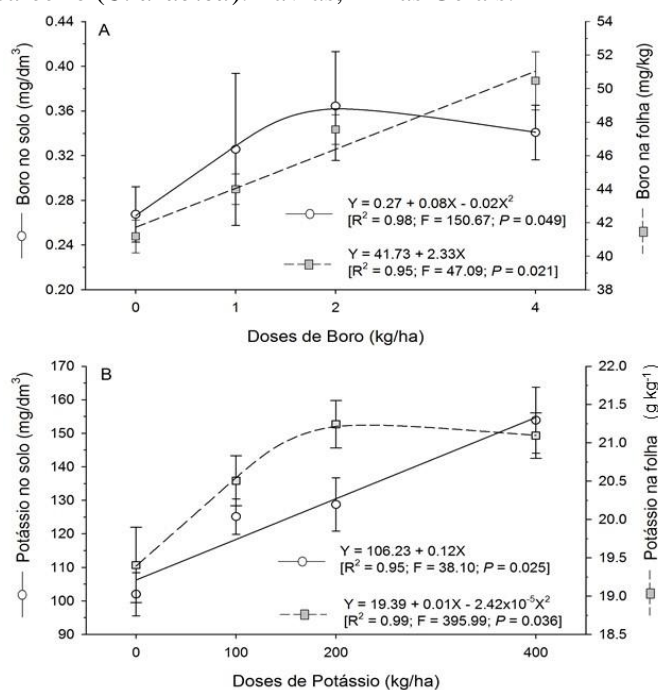 A
Boro no solo (mg/dm³)
0.44
0.40
0.36
0.32
0.28
0.24
0.20
Boro na folha (mg/kg)
54
52
50
48
46
44
42
40
38
Y = 0.27 + 0.08X - 0.02X²
[R² = 0.98; F = 150.67; P = 0.049]
Y = 41.73 + 2.33X
[R² = 0.95; F = 47.09; P = 0.021]
0 1 2 4
Doses de Boro (kg/ha)
B
Potássio no solo (mg/dm³)
170
160
150
140
130
120
110
100
90
Potássio na folha (g kg⁻¹)
22.0
21.5
21.0
20.5
20.0
19.5
19.0
18.5
Y = 106.23 + 0.12X
[R² = 0.95; F = 38.10; P = 0.025]
Y = 19.39 + 0.01X - 2.42x10⁻⁵X²
[R² = 0.99; F = 395.99; P = 0.036]
0 100 200 400
Doses de Potássio (kg/ha)